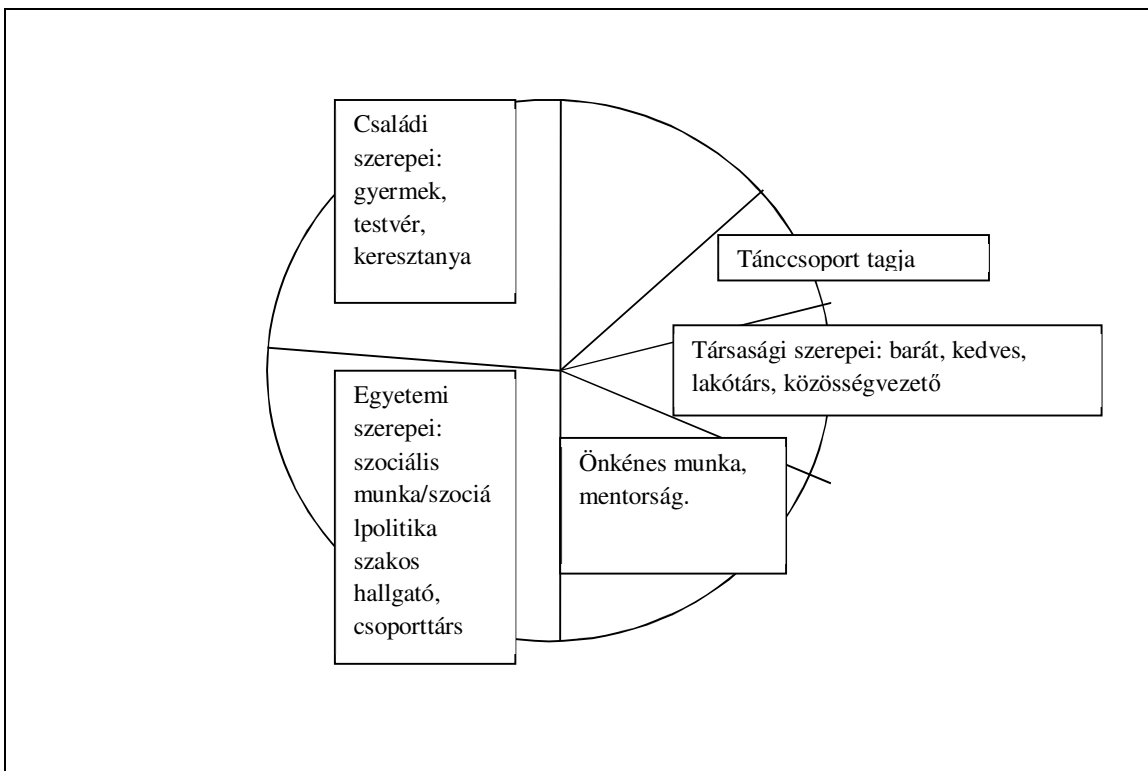 Családi
szerepei:
gyermek,
testvér,
keresztanya
Tánccsoport tagja
Társasági szerepei: barát, kedves,
lakótárs, közösségvezető
Egyetemi
szerepei:
szociális
munka/szociá
lpolitika
szakos
hallgató,
csoporttárs
Önkénes munka,
mentorság.